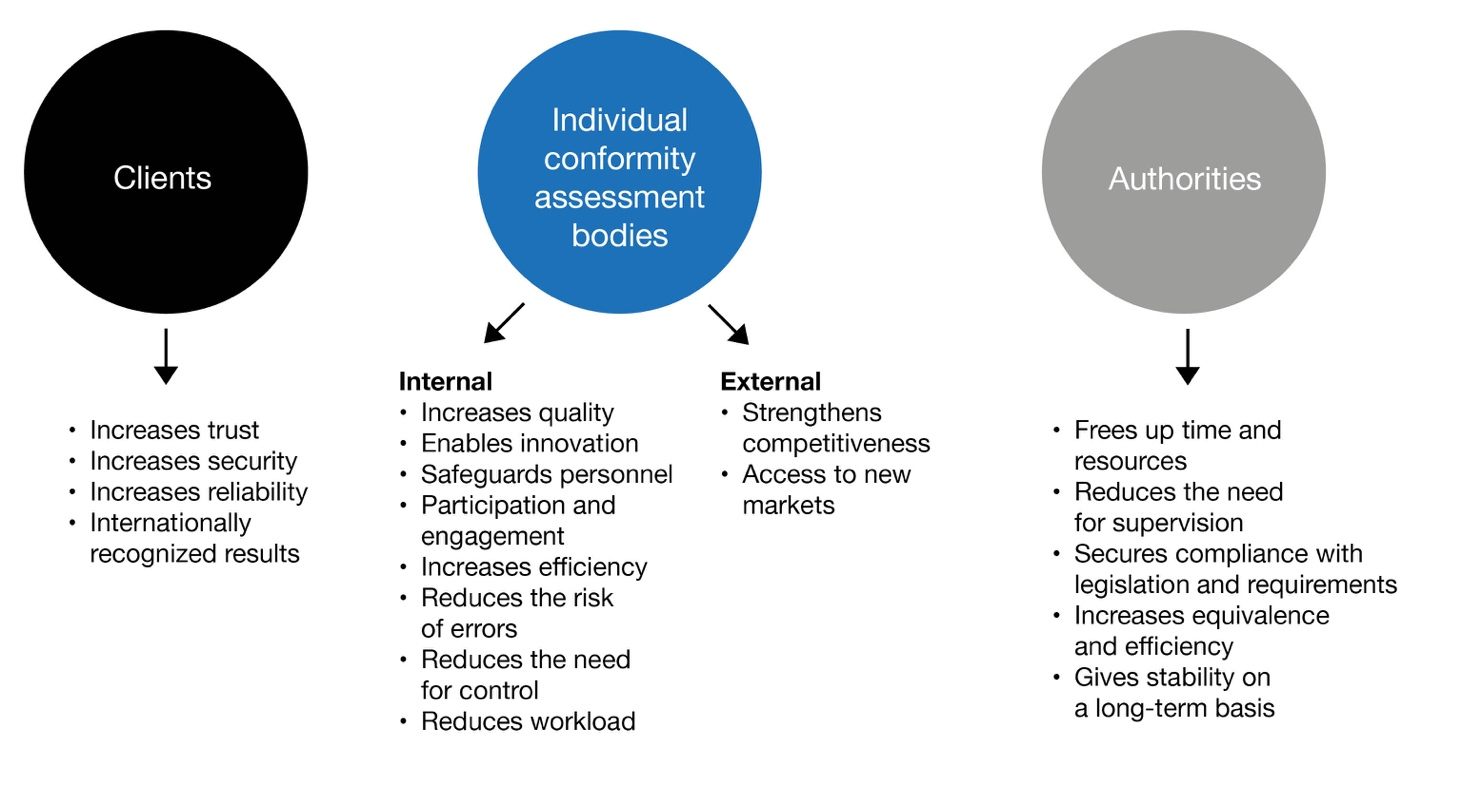 Clients
Individual
conformity
assessment
bodies
Authorities
• Increases trust
• Increases security
• Increases reliability
• Internationally
recognized results
Internal
• Increases quality
• Enables innovation
• Safeguards personnel
• Participation and
engagement
• Increases efficiency
• Reduces the risk
of errors
• Reduces the need
for control
• Reduces workload
External
• Strengthens
competitiveness
• Access to new
markets
• Frees up time and
resources
• Reduces the need
for supervision
• Secures compliance with
legislation and requirements
• Increases equivalence
and efficiency
• Gives stability on
a long-term basis